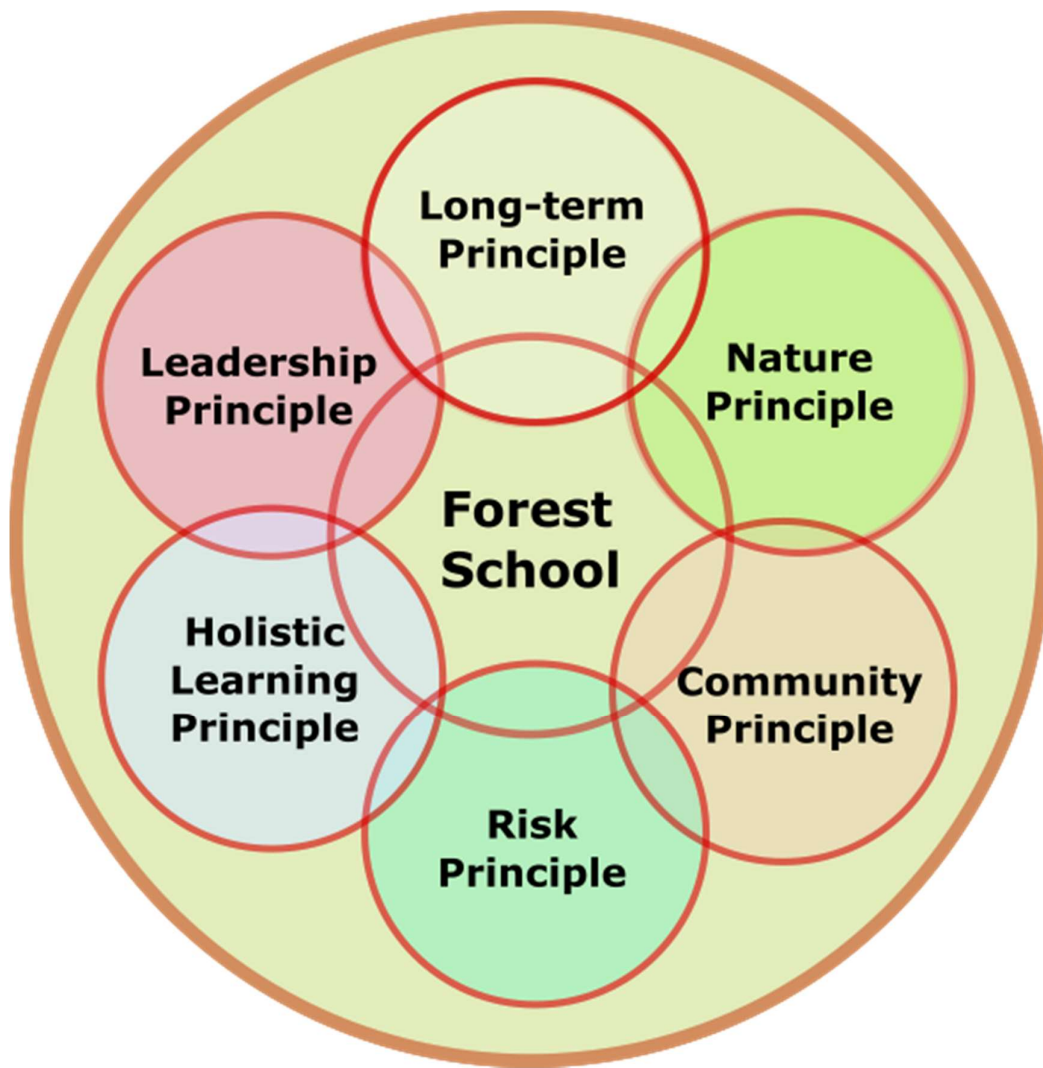 Long-term
Principle
Leadership
Principle
Nature
Principle
Forest
School
Holistic
Learning
Principle
Community
Principle
Risk
Principle